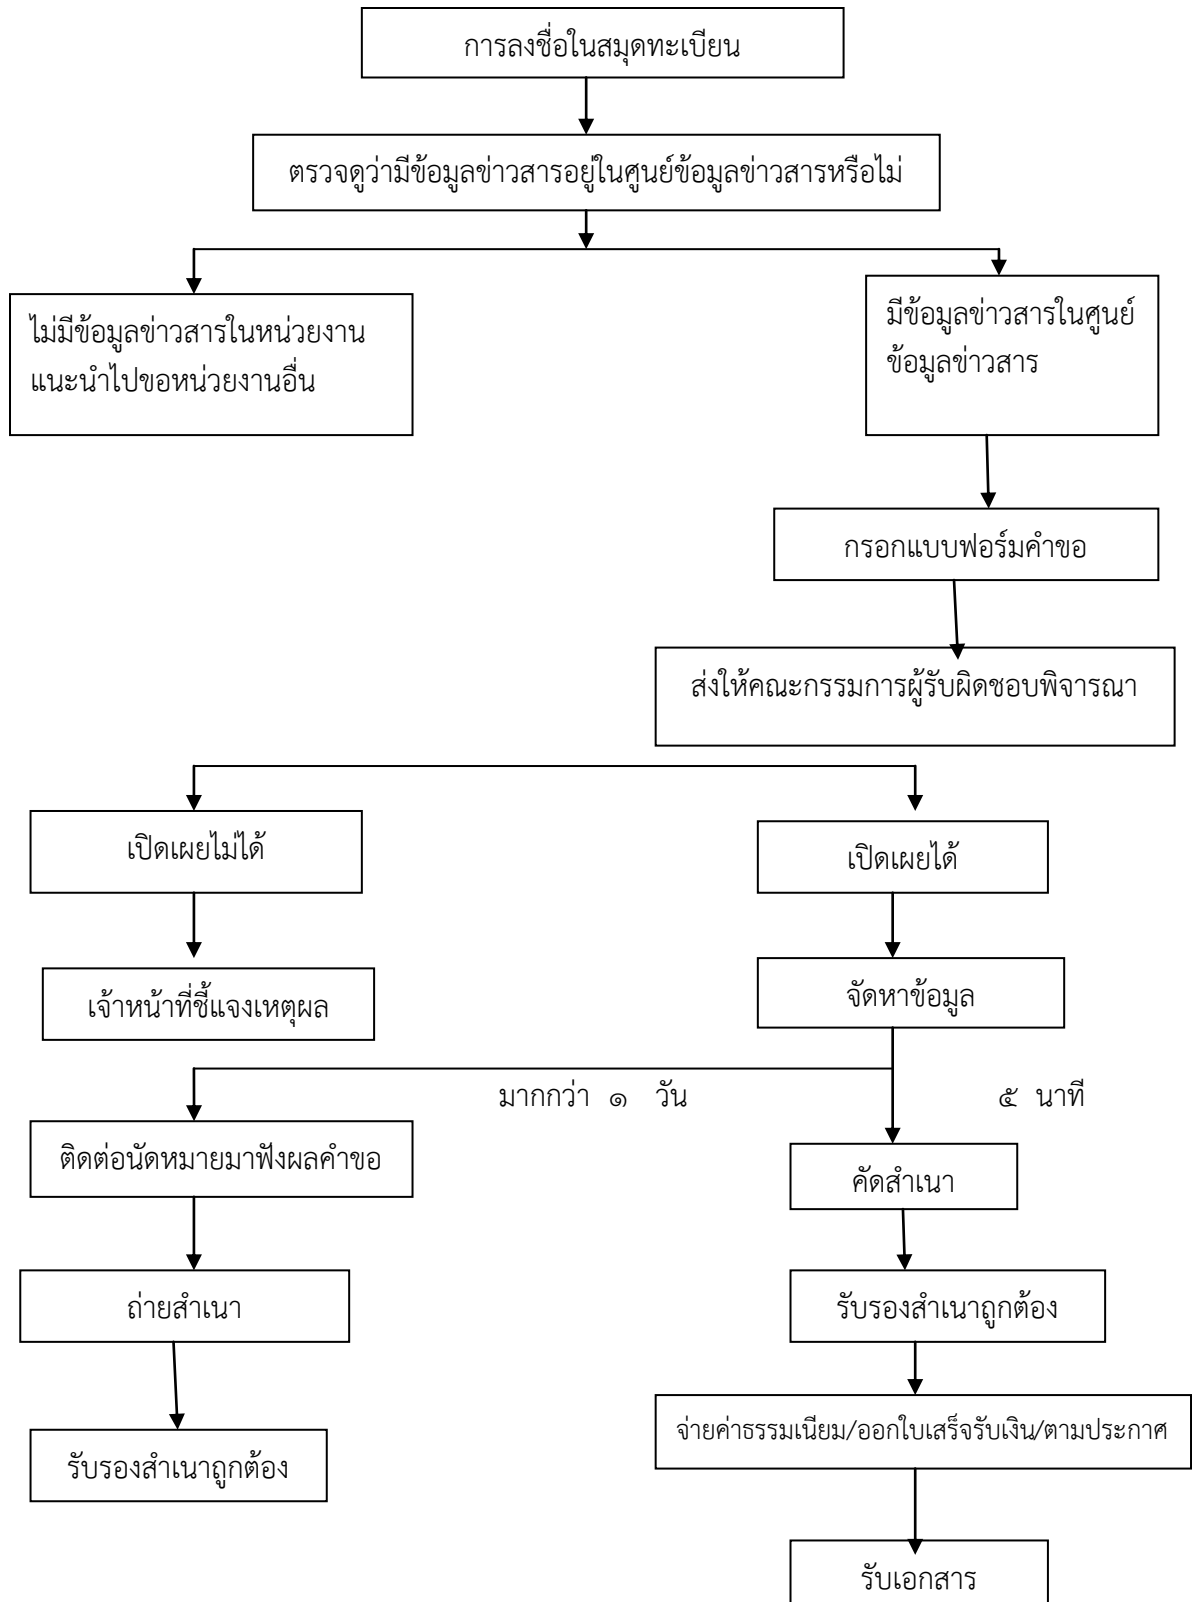 การลงชื่อในสมุดทะเบียน
ตรวจดูว่ามีข้อมูลข่าวสารอยู่ในศูนย์ข้อมูลข่าวสารหรือไม่
ไม่มีข้อมูลข่าวสารในหน่วยงาน
แนะนำไปขอหน่วยงานอื่น
มีข้อมูลข่าวสารในศูนย์
ข้อมูลข่าวสาร
กรอกแบบฟอร์มคำขอ
ส่งให้คณะกรรมการผู้รับผิดชอบพิจารณา
เปิดเผยไม่ได้
เปิดเผยได้
เจ้าหน้าที่ชี้แจงเหตุผล
จัดหาข้อมูล
มากกว่า ๑ วัน
๕ นาที
ติดต่อนัดหมายมาฟังผลคำขอ
คัดสำเนา
ถ่ายสำเนา
รับรองสำเนาถูกต้อง
จ่ายค่าธรรมเนียม/ออกใบเสร็จรับเงิน/ตามประกาศ
รับรองสำเนาถูกต้อง
รับเอกสาร